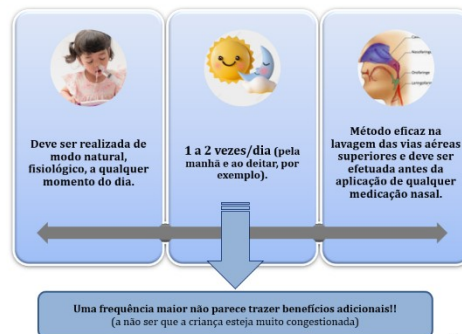 Deve ser realizada de
modo natural,
fisiológico, a qualquer
momento do dia.
1 a 2 vezes/dia (pela
manhã e ao deitar, por
exemplo).
Método eficaz na
lavagem das vias aéreas
superiores e deve ser
efetuada antes da
aplicação de qualquer
medicação nasal.
Uma frequência maior não parece trazer benefícios adicionais!!
(a não ser que a criança esteja muito congestionada)